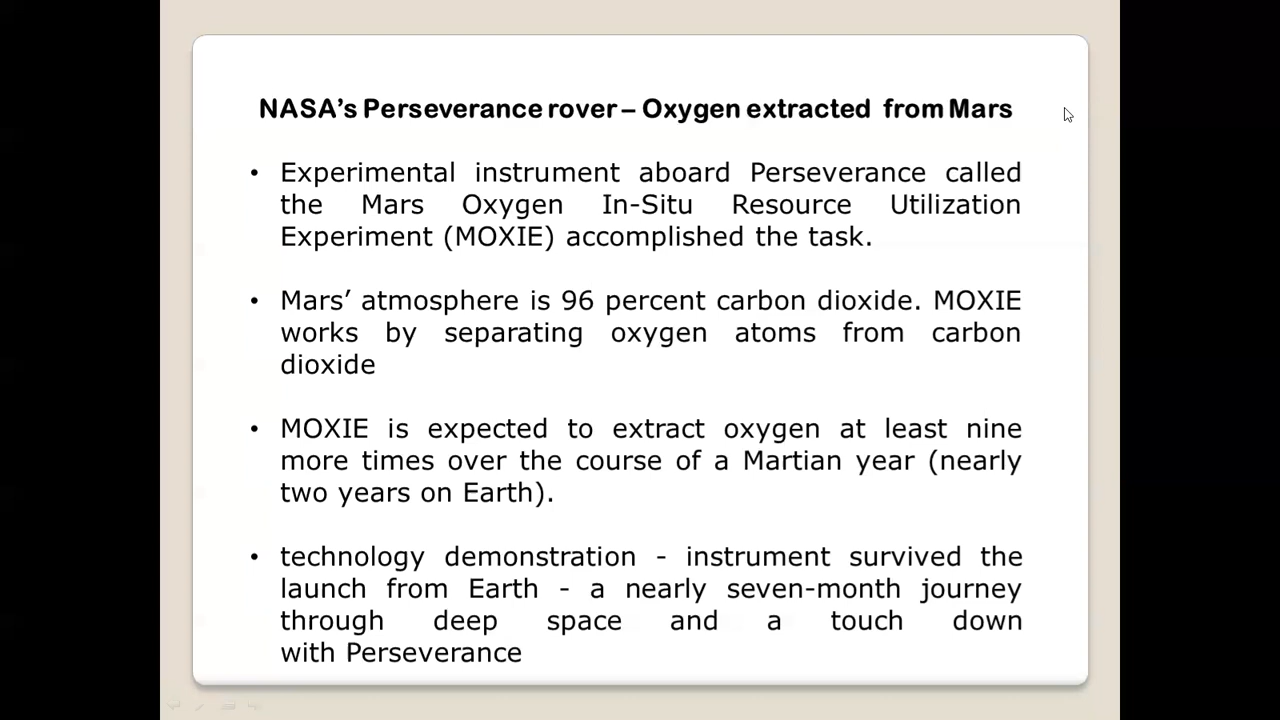 NASA's Perseverance rover – Oxygen extracted from Mars
• Experimental instrument aboard Perseverance called
the Mars Oxygen In-Situ Resource Utilization
Experiment (MOXIE) accomplished the task.
• Mars' atmosphere is 96 percent carbon dioxide. MOXIE
works by separating oxygen atoms from carbon
dioxide
• MOXIE is expected to extract oxygen at least nine
more times over the course of a Martian year (nearly
two years on Earth).
• technology demonstration - instrument survived the
launch from Earth - a nearly seven-month journey
through deep space and a touch down
with Perseverance